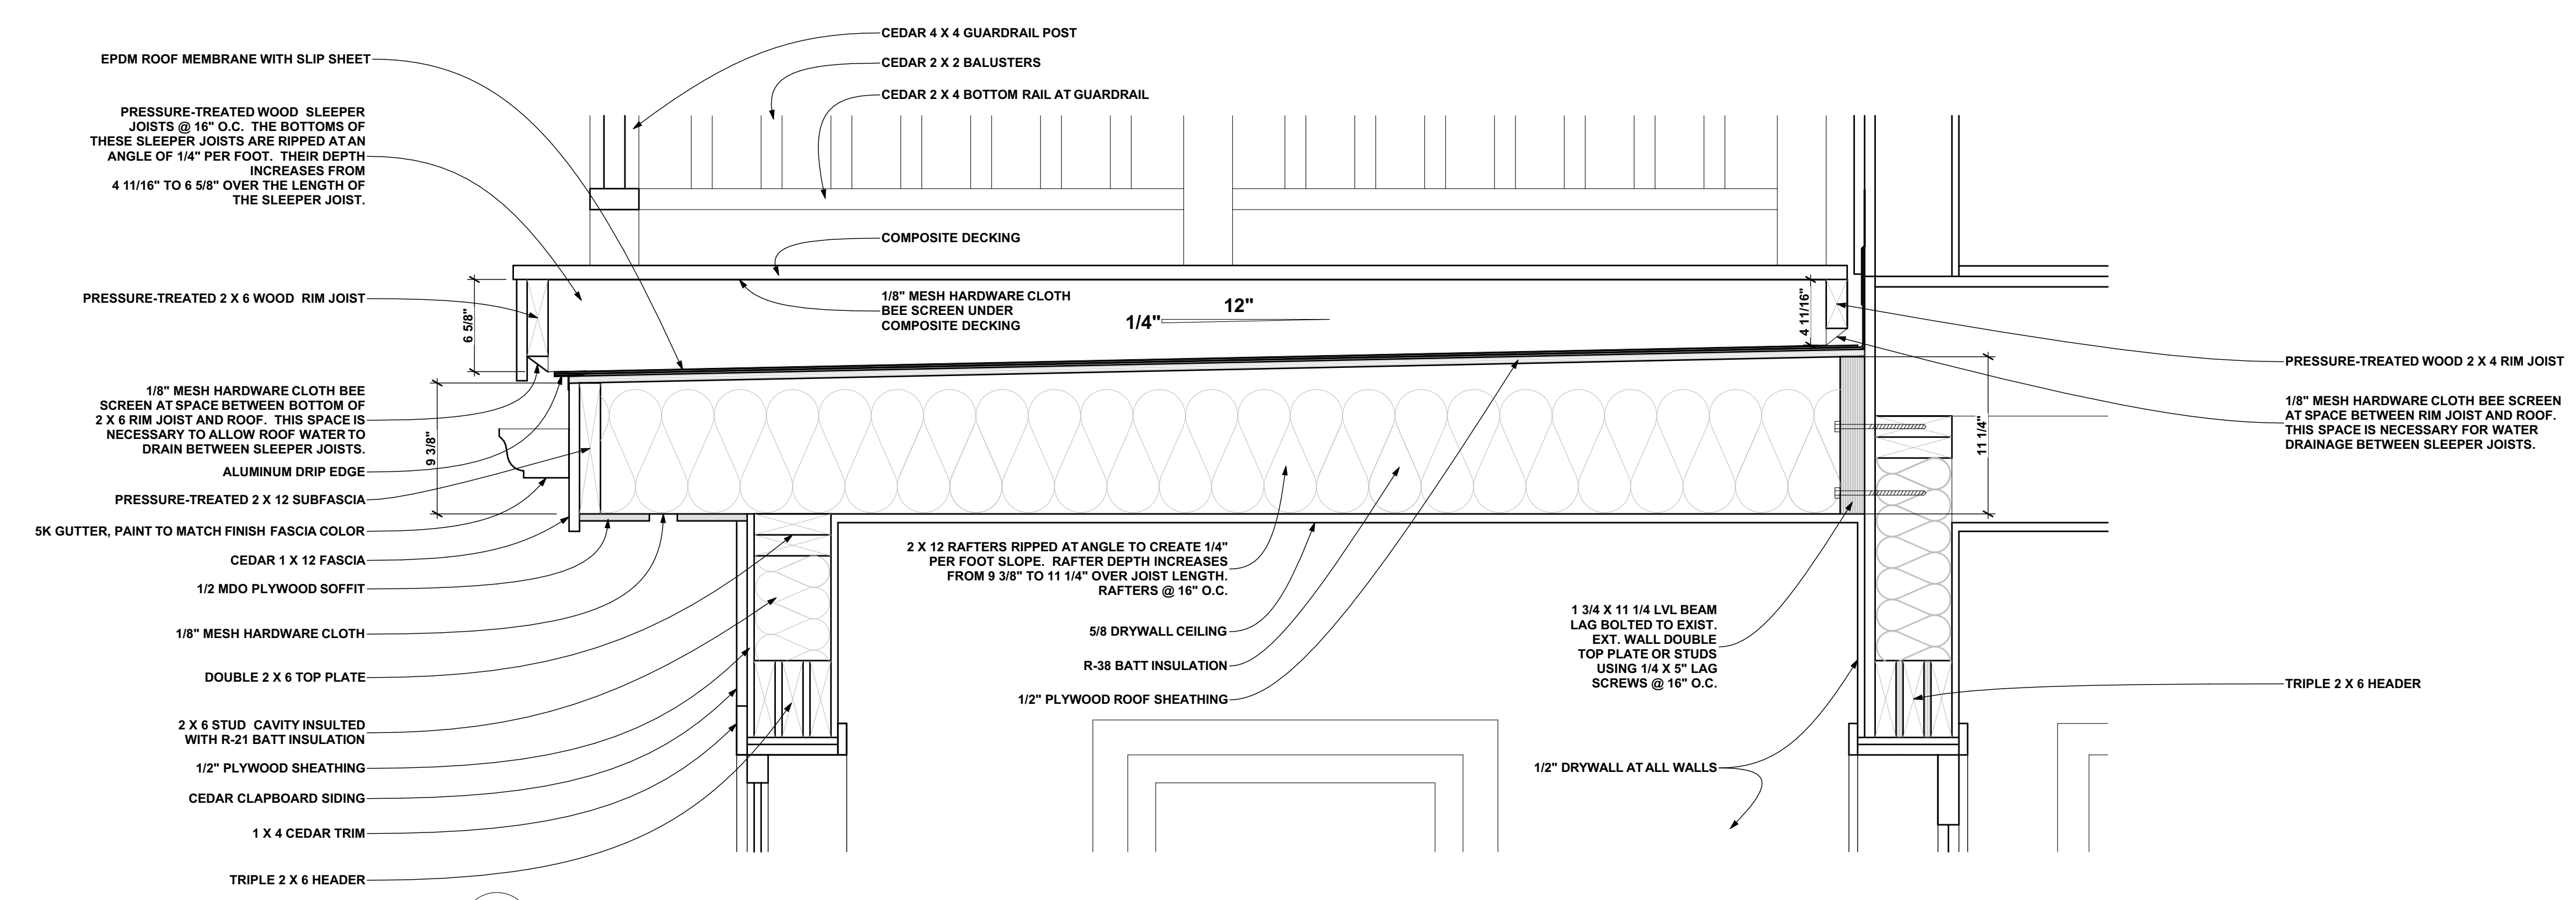 EPDM ROOF MEMBRANE WITH SLIP SHEET
PRESSURE-TREATED WOOD SLEEPER
JOISTS @ 16" O.C. THE BOTTOMS OF
THESE SLEEPER JOISTS ARE RIPPED AT AN
ANGLE OF 1/4" PER FOOT. THEIR DEPTH
INCREASES FROM
4 11/16" TO 6 5/8" OVER THE LENGTH OF
THE SLEEPER JOIST.
PRESSURE-TREATED 2 X 6 WOOD RIM JOIST
1/8" MESH HARDWARE CLOTH BEE
SCREEN AT SPACE BETWEEN BOTTOM OF
2 X 6 RIM JOIST AND ROOF. THIS SPACE IS
NECESSARY TO ALLOW ROOF WATER TO
DRAIN BETWEEN SLEEPER JOISTS.
ALUMINUM DRIP EDGE
PRESSURE-TREATED 2 X 12 SUBFASCIA
5K GUTTER, PAINT TO MATCH FINISH FASCIA COLOR
CEDAR 1 X 12 FASCIA
1/2 MDO PLYWOOD SOFFIT
1/8" MESH HARDWARE CLOTH
DOUBLE 2 X 6 TOP PLATE
2 X 6 STUD CAVITY INSULTED
WITH R-21 BATT INSULATION
1/2" PLYWOOD SHEATHING
CEDAR CLAPBOARD SIDING
1 X 4 CEDAR TRIM
TRIPLE 2 X 6 HEADER
6 5/8"
9 3/8"
CEDAR 4 X 4 GUARDRAIL POST
CEDAR 2 X 2 BALUSTERS
CEDAR 2 X 4 BOTTOM RAIL AT GUARDRAIL
COMPOSITE DECKING
1/8" MESH HARDWARE CLOTH
BEE SCREEN UNDER
COMPOSITE DECKING
12"
1/4"
4 11/16"
11 1/4"
2 X 12 RAFTERS RIPPED AT ANGLE TO CREATE 1/4"
PER FOOT SLOPE. RAFTER DEPTH INCREASES
FROM 9 3/8" TO 11 1/4" OVER JOIST LENGTH.
RAFTERS @ 16" O.C.
5/8 DRYWALL CEILING
R-38 BATT INSULATION
1/2" PLYWOOD ROOF SHEATHING
1 3/4 X 11 1/4 LVL BEAM
LAG BOLTED TO EXIST.
EXT. WALL DOUBLE
TOP PLATE OR STUDS
USING 1/4 X 5" LAG
SCREWS @ 16" O.C.
1/2" DRYWALL AT ALL WALLS
PRESSURE-TREATED WOOD 2 X 4 RIM JOIST
1/8" MESH HARDWARE CLOTH BEE SCREEN
AT SPACE BETWEEN RIM JOIST AND ROOF.
THIS SPACE IS NECESSARY FOR WATER
DRAINAGE BETWEEN SLEEPER JOISTS.
TRIPLE 2 X 6 HEADER